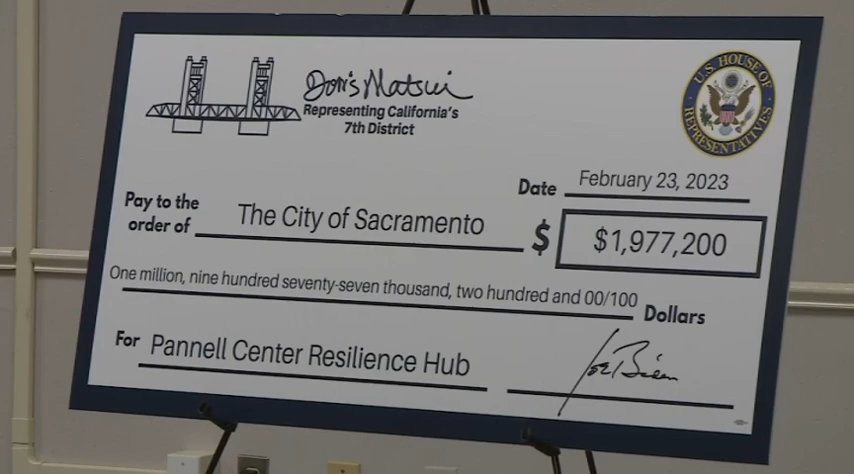 Doris Matsui
Representing California's
7th District
U.S. HOUSE OF
REPRESENTATIVES
Date February 23, 2023
Pay to the
order of The City of Sacramento $ $1,977,200
One million, nine hundred seventy-seven thousand, two hundred and 00/100 Dollars
For Pannell Center Resilience Hub Joe Biden